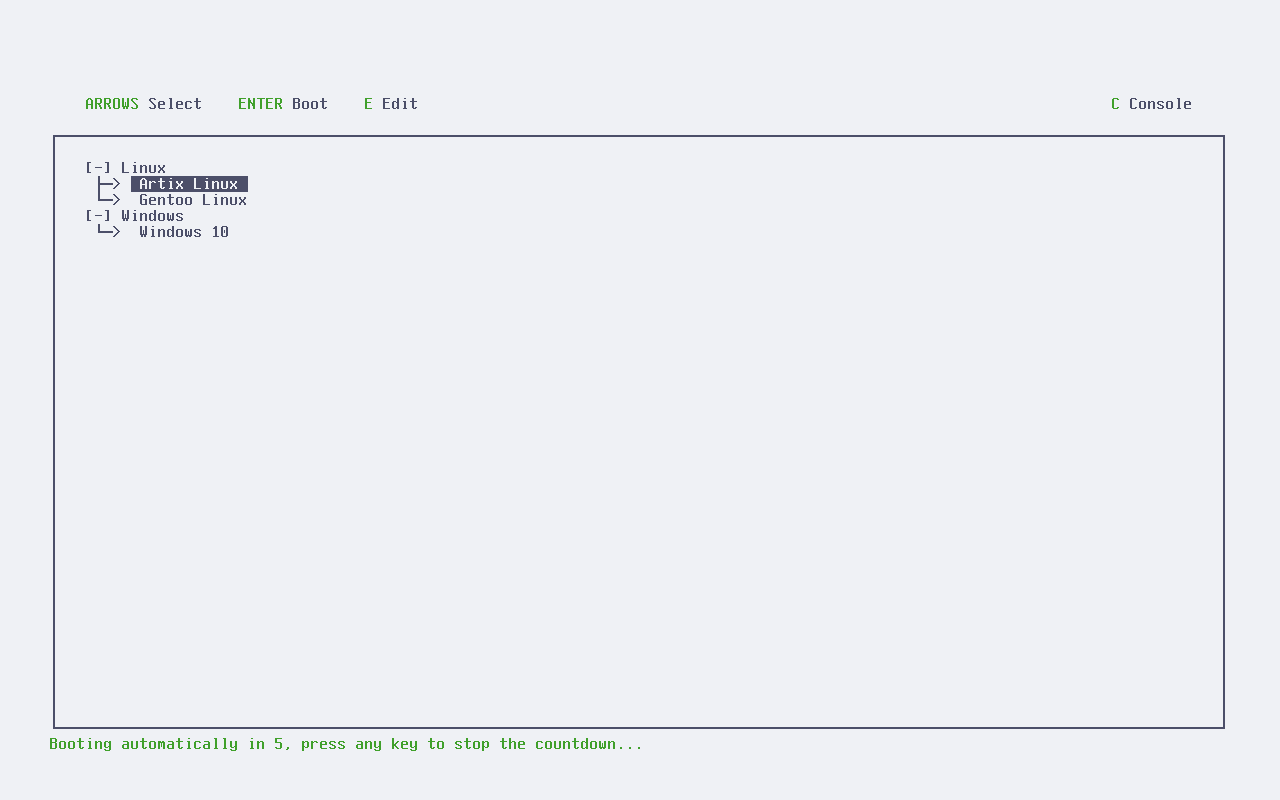 ARROWS Select    ENTER Boot    E Edit    C Console
[-] Linux
├─> Artix Linux
└─> Gentoo Linux
[-] Windows
└─> Windows 10
Booting automatically in 5, press any key to stop the countdown...